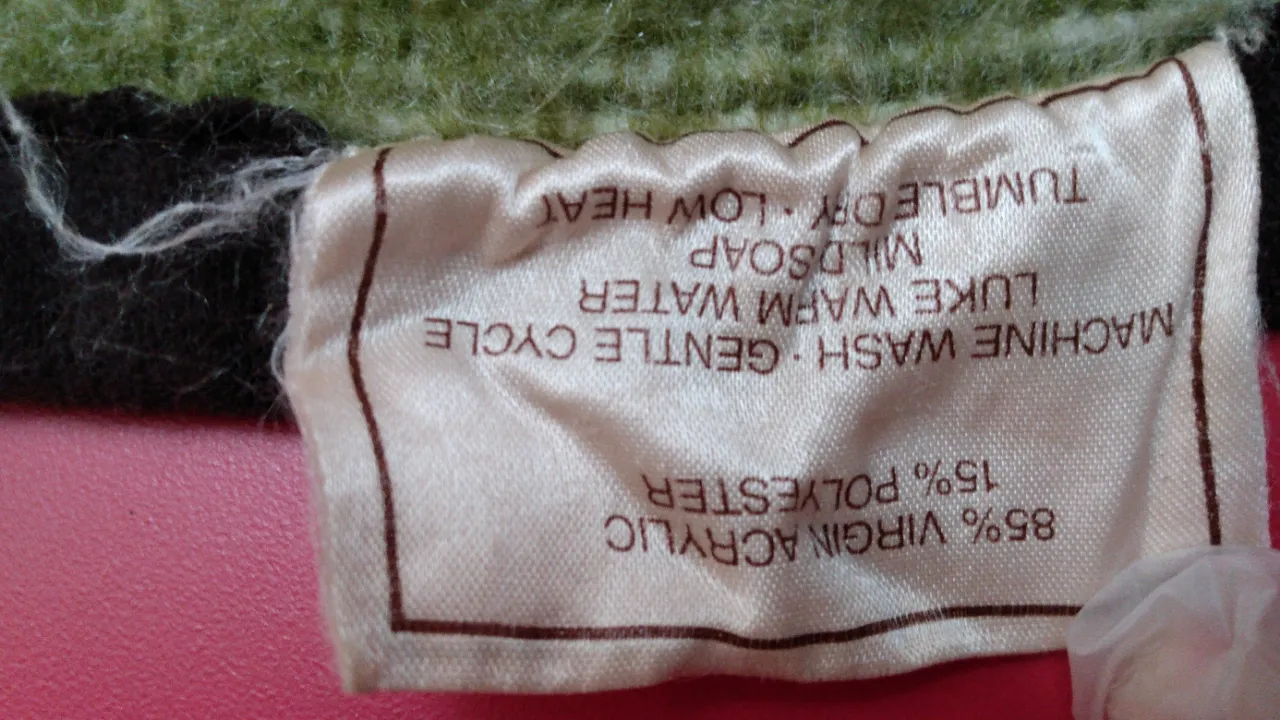 85% VIRGIN ACRYLIC
15% POLYESTER
MACHINE WASH · GENTLE CYCLE
LUKE WARM WATER
MILD SOAP
TUMBLE DRY · LOW HEAT